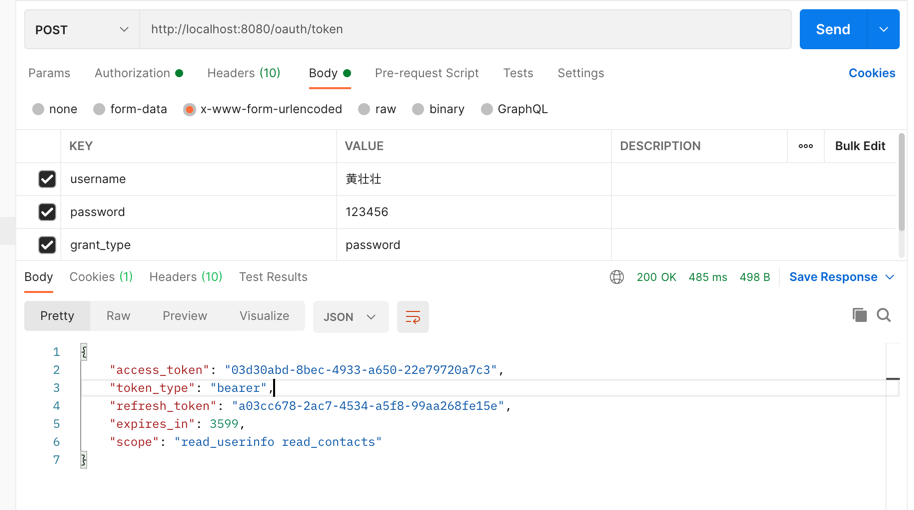 POST http://localhost:8080/oauth/token Send
Params Authorization Headers (10) Body Pre-request Script Tests Settings Cookies
none form-data x-www-form-urlencoded raw binary GraphQL
KEY VALUE DESCRIPTION ooo Bulk Edit
username 黄壮壮
password 123456
grant_type password
Body Cookies (1) Headers (10) Test Results 200 OK 485 ms 498 B Save Response
Pretty Raw Preview Visualize JSON
1 {
2 "access_token": "03d30abd-8bec-4933-a650-22e79720a7c3",
3 "token_type": "bearer",
4 "refresh_token": "a03cc678-2ac7-4534-a5f8-99aa268fe15e",
5 "expires_in": 3599,
6 "scope": "read_userinfo read_contacts"
7 }